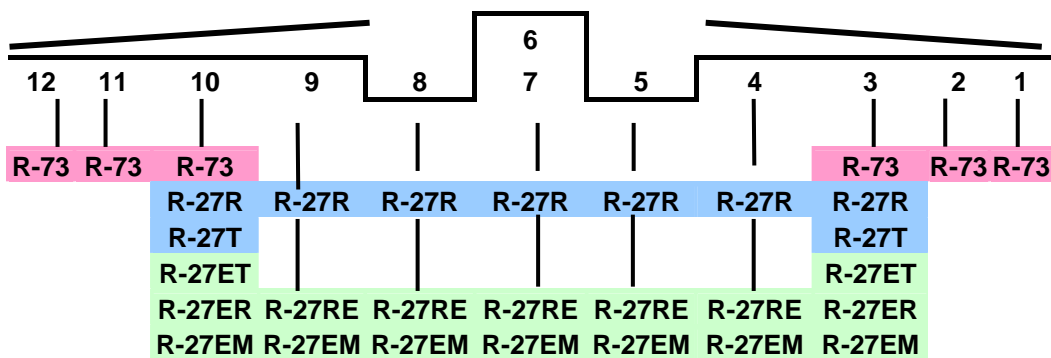 6
12 11 10 9 8 7 5 4 3 2 1
R-73 R-73 R-73 R-73 R-73 R-73
R-27R R-27R R-27R R-27R R-27R R-27R R-27R
R-27T R-27T
R-27ET R-27ET
R-27ER R-27RE R-27RE R-27RE R-27RE R-27RE R-27ER
R-27EM R-27EM R-27EM R-27EM R-27EM R-27EM R-27EM